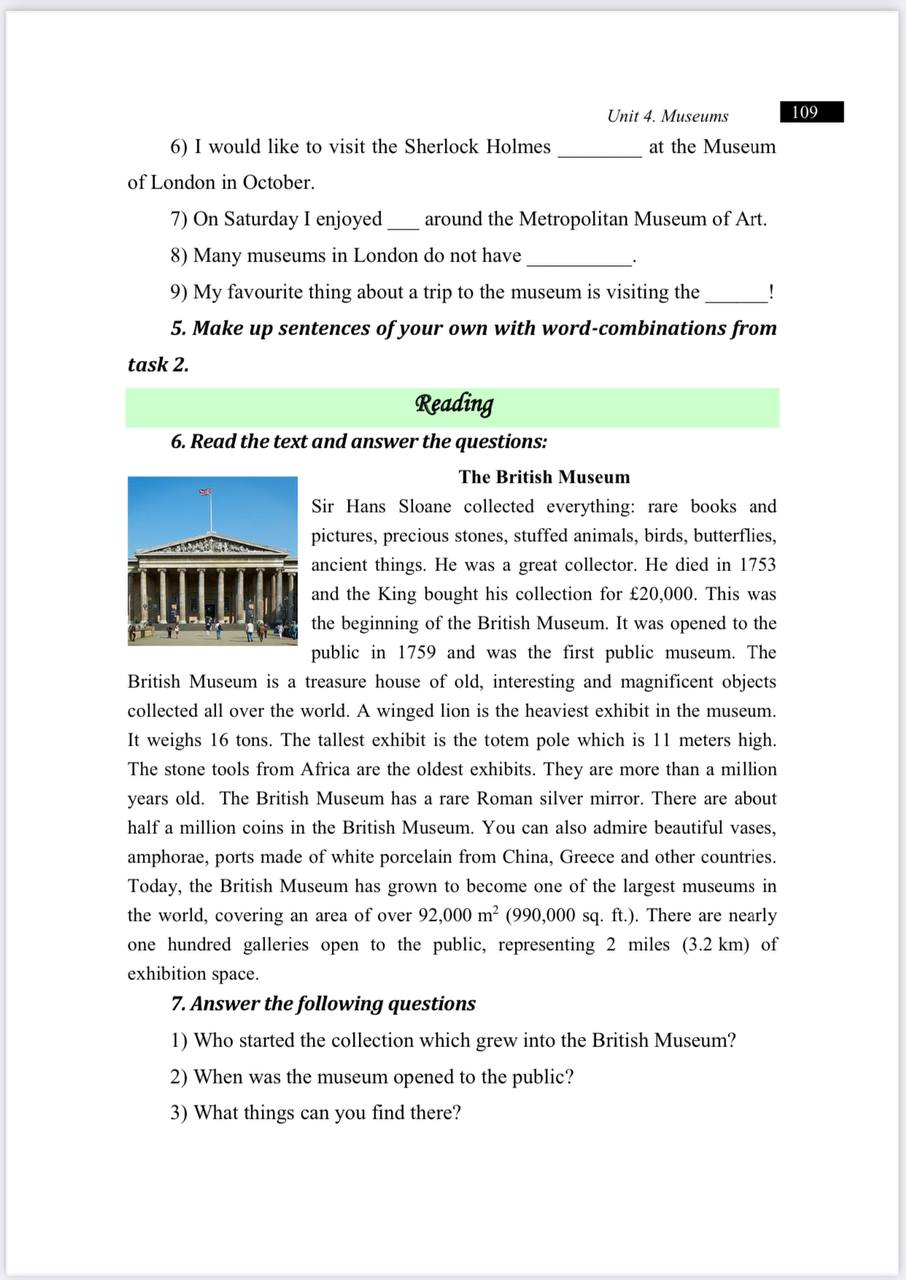 Unit 4. Museums 109
6) I would like to visit the Sherlock Holmes ________ at the Museum
of London in October.
7) On Saturday I enjoyed ___ around the Metropolitan Museum of Art.
8) Many museums in London do not have __________.
9) My favourite thing about a trip to the museum is visiting the ______!
5. Make up sentences of your own with word-combinations from
task 2.
Reading
6. Read the text and answer the questions:
The British Museum
Sir Hans Sloane collected everything: rare books and
pictures, precious stones, stuffed animals, birds, butterflies,
ancient things. He was a great collector. He died in 1753
and the King bought his collection for £20,000. This was
the beginning of the British Museum. It was opened to the
public in 1759 and was the first public museum. The
British Museum is a treasure house of old, interesting and magnificent objects
collected all over the world. A winged lion is the heaviest exhibit in the museum.
It weighs 16 tons. The tallest exhibit is the totem pole which is 11 meters high.
The stone tools from Africa are the oldest exhibits. They are more than a million
years old. The British Museum has a rare Roman silver mirror. There are about
half a million coins in the British Museum. You can also admire beautiful vases,
amphorae, ports made of white porcelain from China, Greece and other countries.
Today, the British Museum has grown to become one of the largest museums in
the world, covering an area of over 92,000 m² (990,000 sq. ft.). There are nearly
one hundred galleries open to the public, representing 2 miles (3.2 km) of
exhibition space.
7. Answer the following questions
1) Who started the collection which grew into the British Museum?
2) When was the museum opened to the public?
3) What things can you find there?